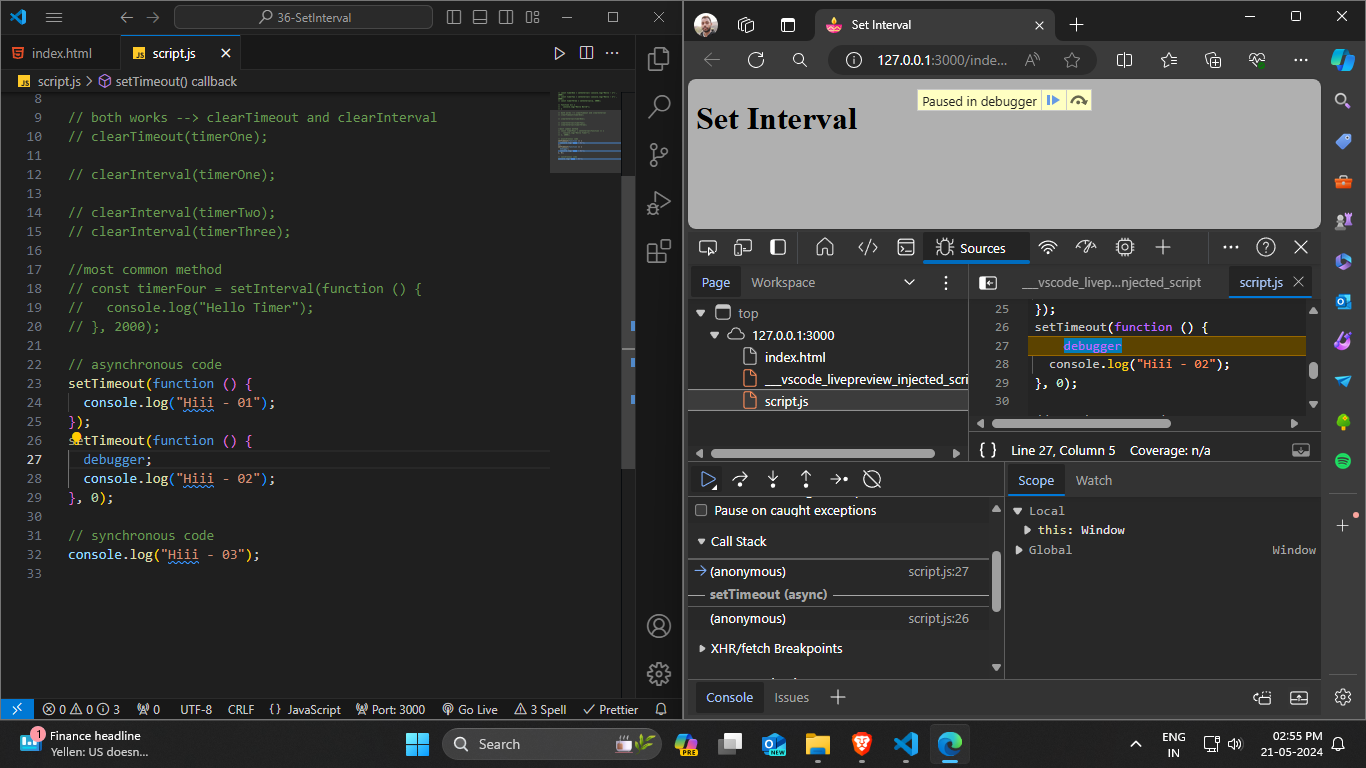 36-SetInterval
index.html
JS script.js
JS script.js > setTimeout() callback
8
9 // both works --> clearTimeout and clearInterval
10 // clearTimeout(timerOne);
11
12 // clearInterval(timerOne);
13
14 // clearInterval(timerTwo);
15 // clearInterval(timerThree);
16
17 //most common method
18 // const timerFour = setInterval(function () {
19 //   console.log("Hello Timer");
20 // }, 2000);
21
22 // asynchronous code
23 setTimeout(function () {
24   console.log("Hiii - 01");
25 });
26 setTimeout(function () {
27   debugger;
28   console.log("Hiii - 02");
29 }, 0);
30
31 // synchronous code
32 console.log("Hiii - 03");
33
0 0 3 0 UTF-8 CRLF {} JavaScript Port: 3000 Go Live 3 Spell Prettier
Set Interval
127.0.0.1:3000/inde...
Paused in debugger
Set Interval
Sources
Page Workspace
top
127.0.0.1:3000
index.html
___vscode_livepreview_injected_scri
script.js
__vscode_livep...njected_script script.js
25 });
26 setTimeout(function () {
27     debugger
28   console.log("Hiii - 02");
29 }, 0);
30
{} Line 27, Column 5 Coverage: n/a
Pause on caught exceptions
Call Stack
(anonymous) script.js:27
setTimeout (async)
(anonymous) script.js:26
XHR/fetch Breakpoints
Scope Watch
Local
this: Window
Global Window
Console Issues
1
Finance headline
Yellen: US doesn...
Search
PRE
NEW
ENG
IN
02:55 PM
21-05-2024